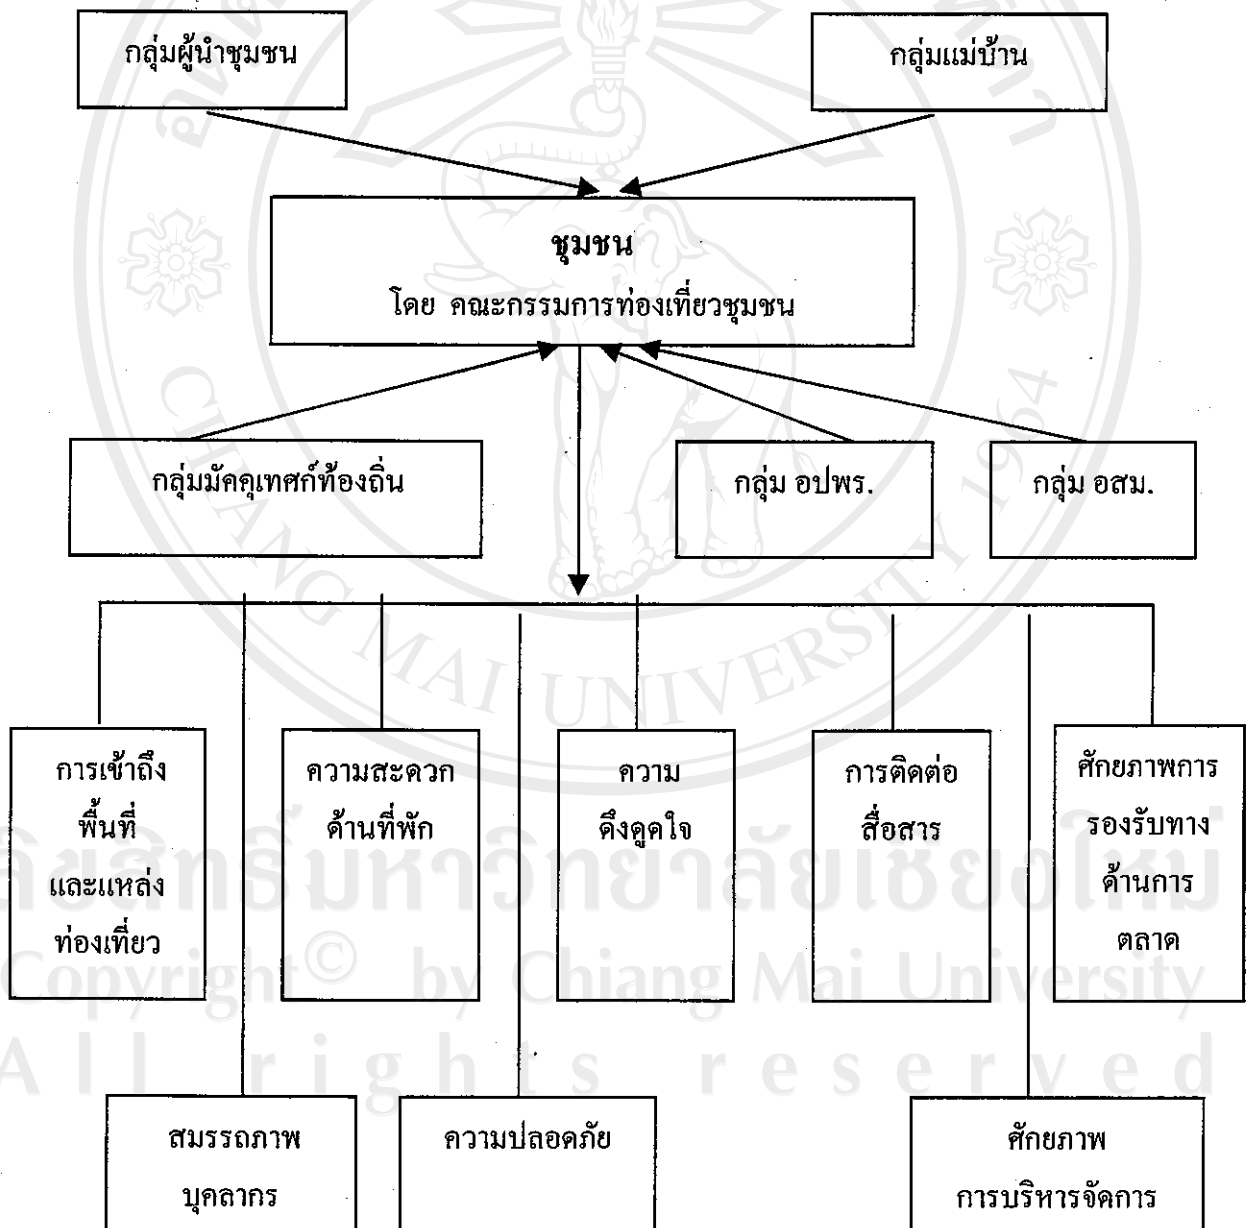 กลุ่มผู้นำชุมชน
กลุ่มแม่บ้าน
ชุมชน
โดย คณะกรรมการท่องเที่ยวชุมชน
กลุ่มมัคคุเทศก์ท้องถิ่น
กลุ่ม อปพร.
กลุ่ม อสม.
การเข้าถึง
พื้นที่
และแหล่ง
ท่องเที่ยว
ความสะดวก
ด้านที่พัก
ความ
ดึงดูดใจ
การติดต่อ
สื่อสาร
ศักยภาพการ
รองรับทาง
ด้านการ
ตลาด
สมรรถภาพ
บุคลากร
ความปลอดภัย
ศักยภาพ
การบริหารจัดการ
CHIANG MAI UNIVERSITY 1964
ลิขสิทธิ์มหาวิทยาลัยเชียงใหม่
Copyright © by Chiang Mai University
All rights reserved